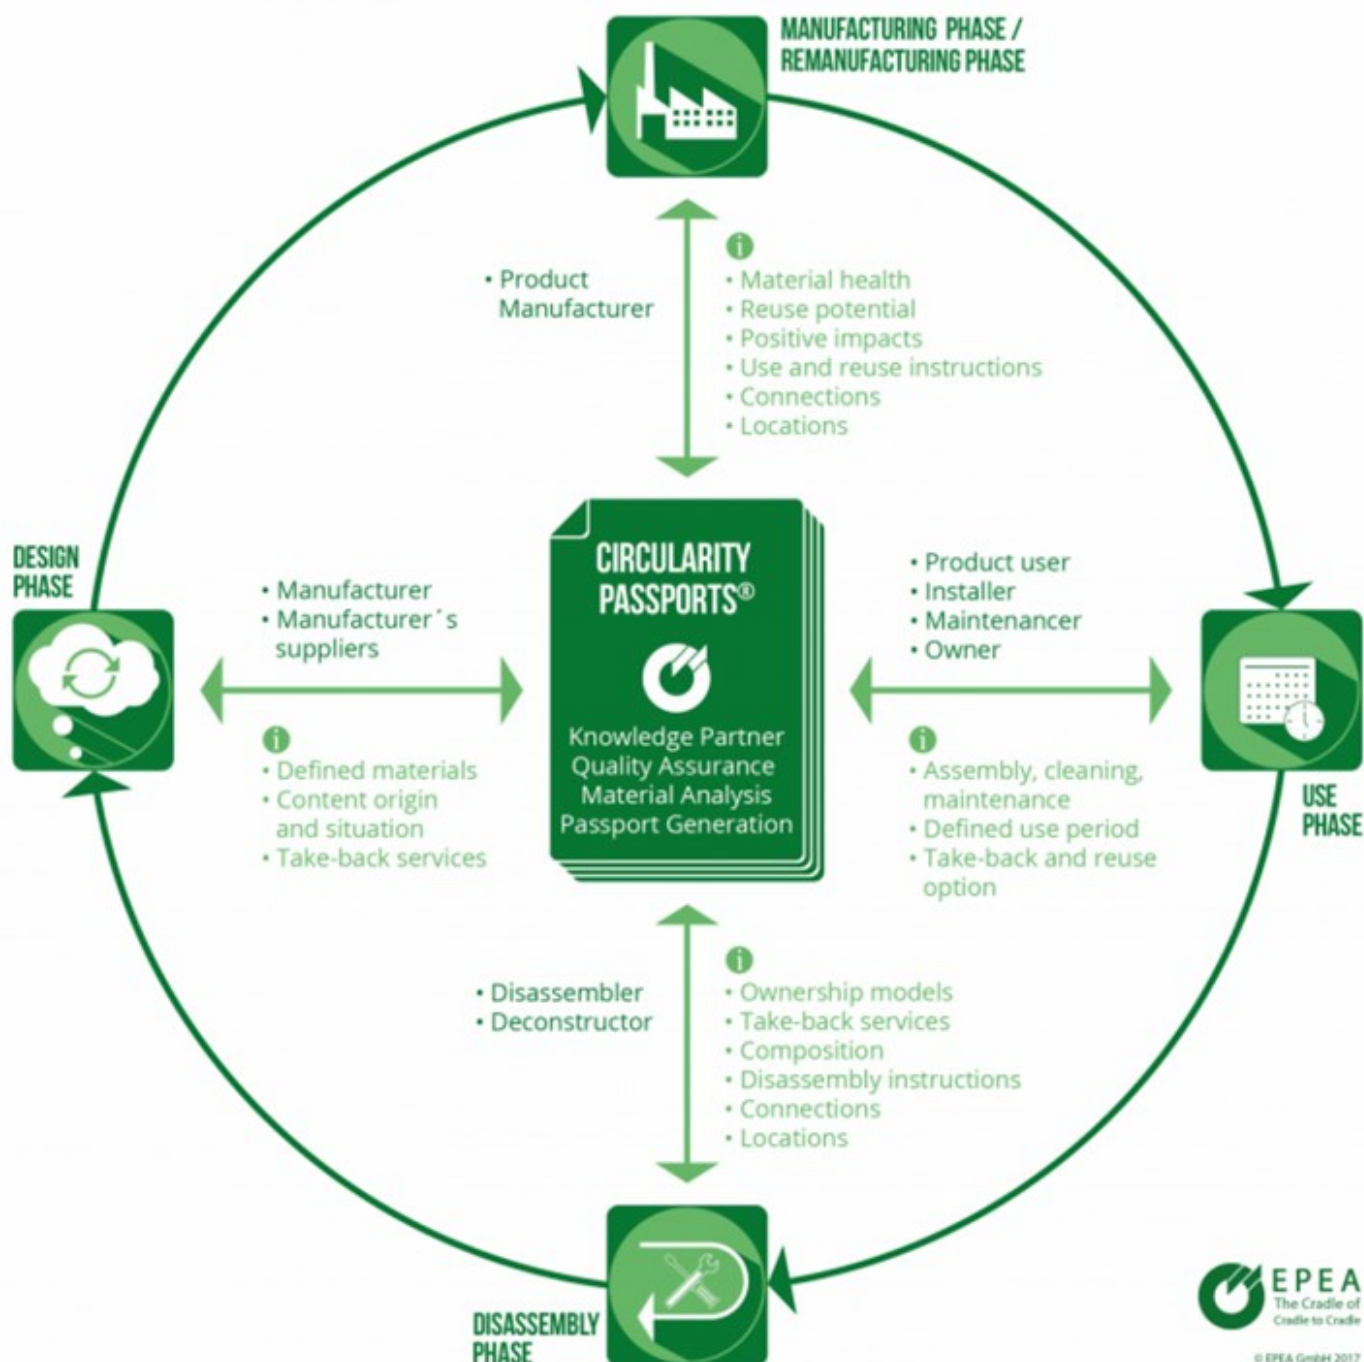 MANUFACTURING PHASE /
REMANUFACTURING PHASE
• Product
Manufacturer
i
• Material health
• Reuse potential
• Positive impacts
• Use and reuse instructions
• Connections
• Locations
DESIGN
PHASE
• Manufacturer
• Manufacturer´s
suppliers
i
• Defined materials
• Content origin
and situation
• Take-back services
CIRCULARITY
PASSPORTS®
Knowledge Partner
Quality Assurance
Material Analysis
Passport Generation
• Product user
• Installer
• Maintenancer
• Owner
i
• Assembly, cleaning,
maintenance
• Defined use period
• Take-back and reuse
option
USE
PHASE
• Disassembler
• Deconstructor
i
• Ownership models
• Take-back services
• Composition
• Disassembly instructions
• Connections
• Locations
DISASSEMBLY
PHASE
EPEA
The Cradle of
Cradle to Cradle
© EPEA GmbH 2017